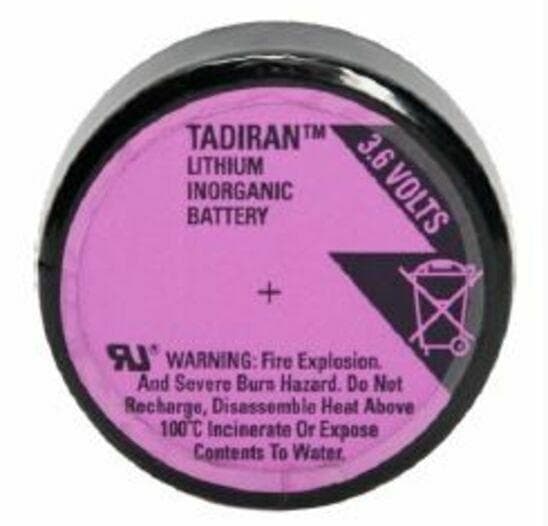 TADIRAN™
LITHIUM
INORGANIC
BATTERY
3.6 VOLTS
+
RU® WARNING: Fire Explosion.
And Severe Burn Hazard. Do Not
Recharge, Disassemble Heat Above
100°C Incinerate Or Expose
Contents To Water.